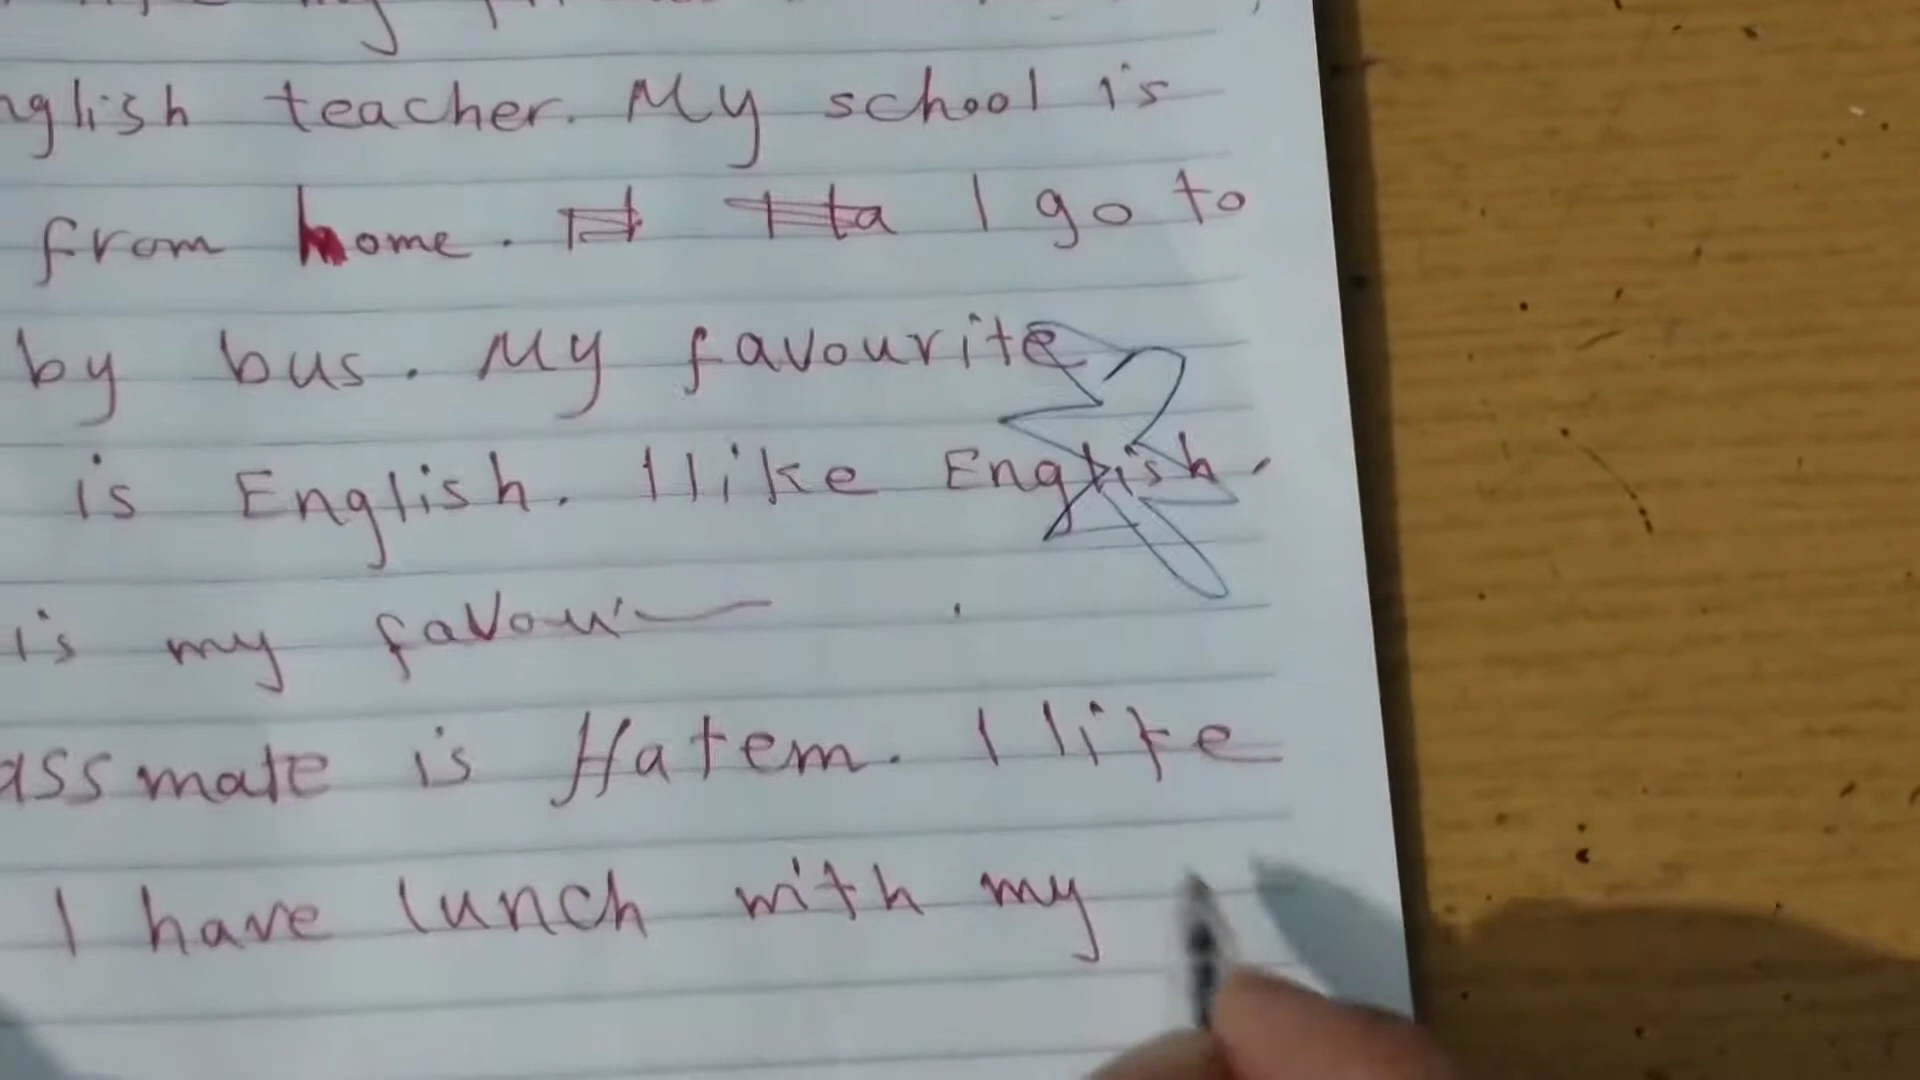 nglish teacher. My school is
from home. I go to
by bus. My favourite
is English. I like English.
is my favou
assmate is Hatem. I like
I have lunch with my